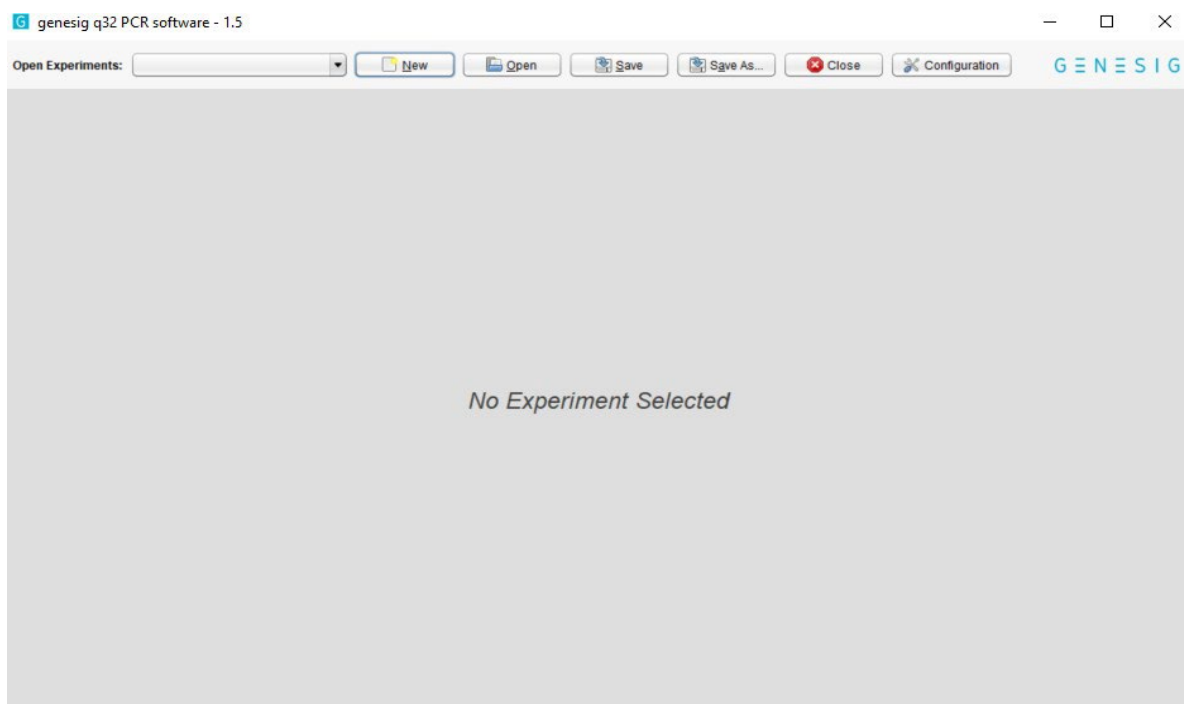 genesig q32 PCR software - 1.5
Open Experiments: New Open Save Save As... Close Configuration GENESIG
No Experiment Selected